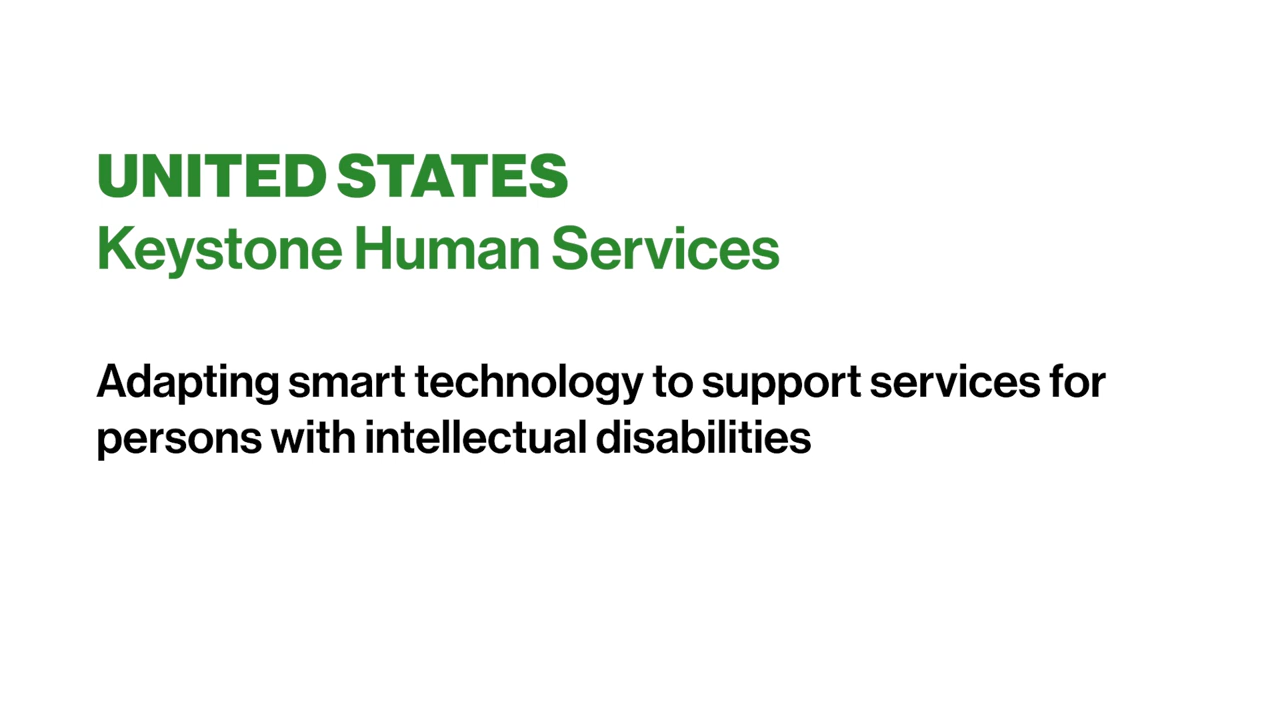 UNITED STATES
Keystone Human Services
Adapting smart technology to support services for
persons with intellectual disabilities